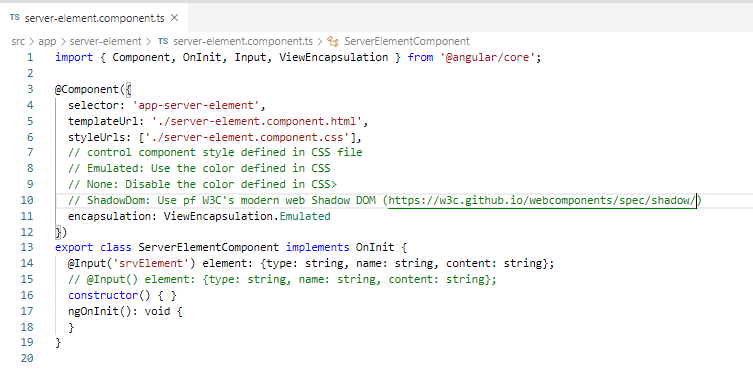 TS server-element.component.ts ×
src > app > server-element > TS server-element.component.ts > ServerElementComponent
1 import { Component, OnInit, Input, ViewEncapsulation } from '@angular/core';
2
3 @Component({
4 selector: 'app-server-element',
5 templateUrl: './server-element.component.html',
6 styleUrls: ['./server-element.component.css'],
7 // control component style defined in CSS file
8 // Emulated: Use the color defined in CSS
9 // None: Disable the color defined in CSS>
10 // ShadowDom: Use pf W3C's modern web Shadow DOM (https://w3c.github.io/webcomponents/spec/shadow/)
11 encapsulation: ViewEncapsulation.Emulated
12 })
13 export class ServerElementComponent implements OnInit {
14 @Input('srvElement') element: {type: string, name: string, content: string};
15 // @Input() element: {type: string, name: string, content: string};
16 constructor() { }
17 ngOnInit(): void {
18 }
19 }
20